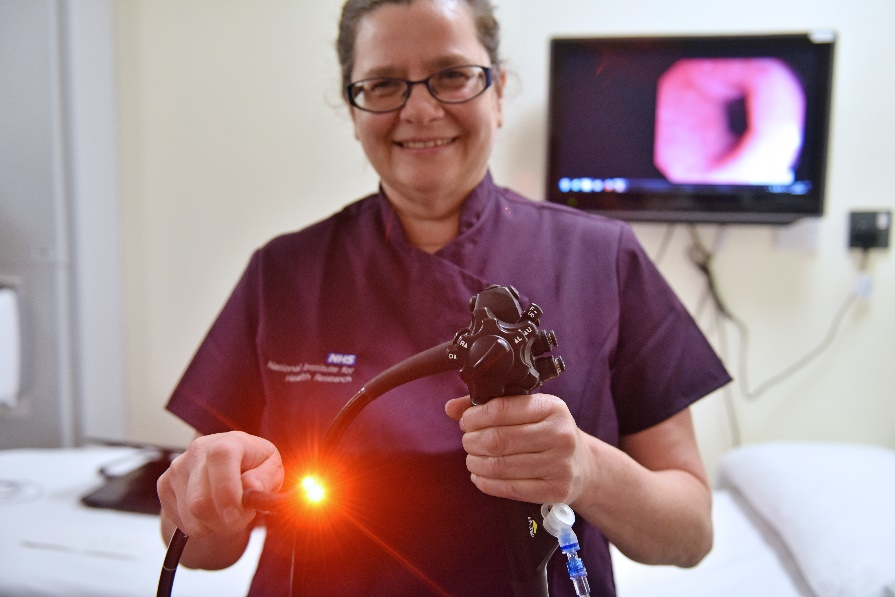 NHS
National Institute for
Health Research